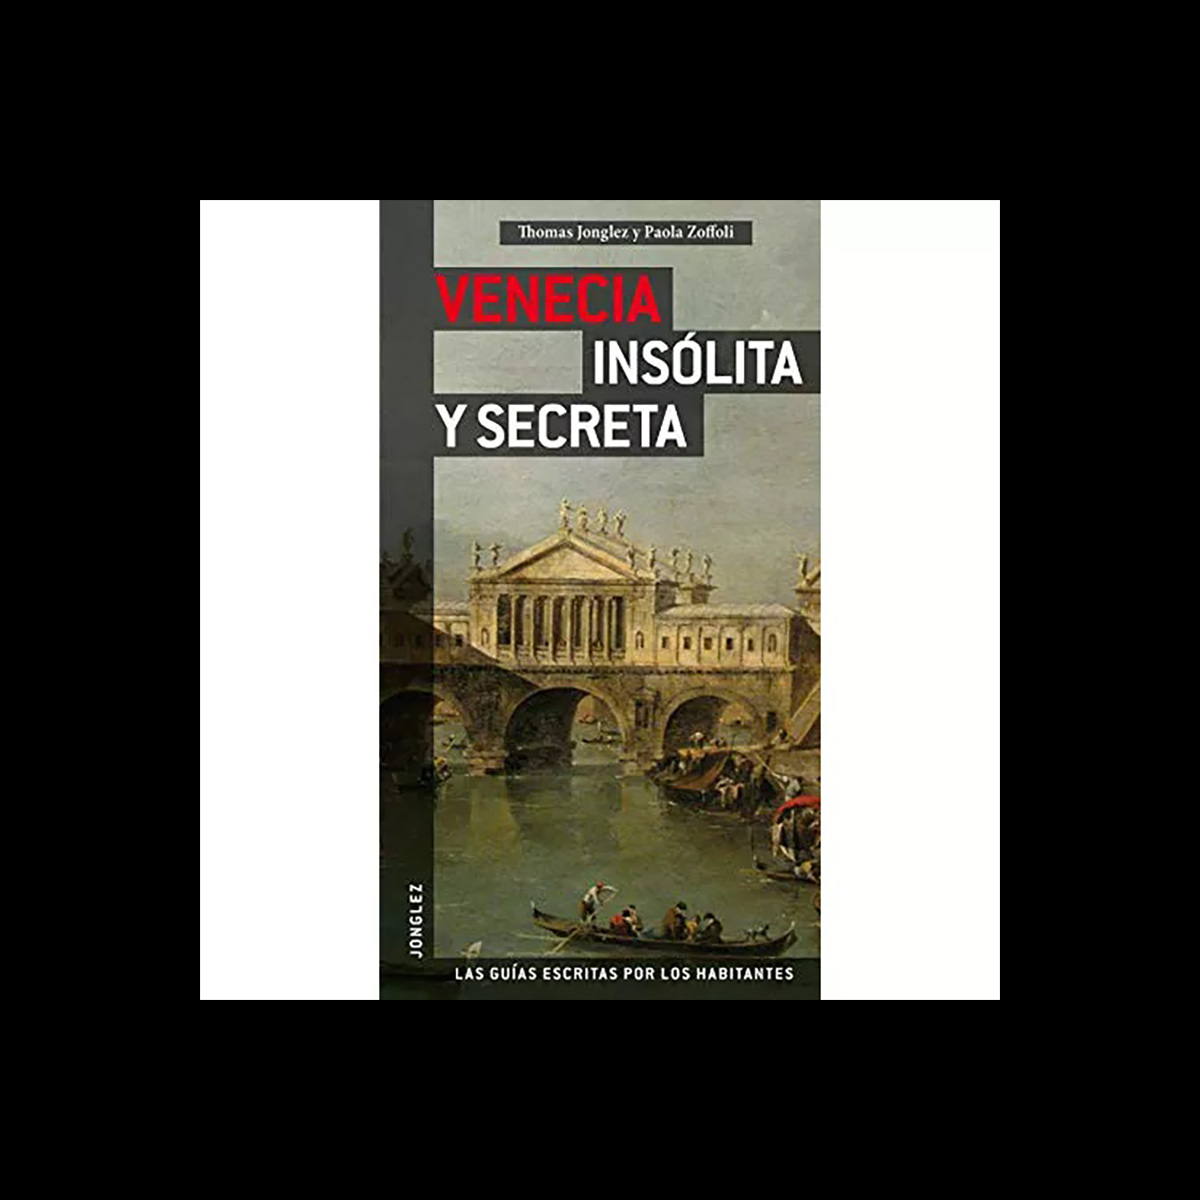 Thomas Jonglez y Paola Zoffoli
VENECIA
INSÓLITA
Y SECRETA
JONGLEZ
LAS GUÍAS ESCRITAS POR LOS HABITANTES